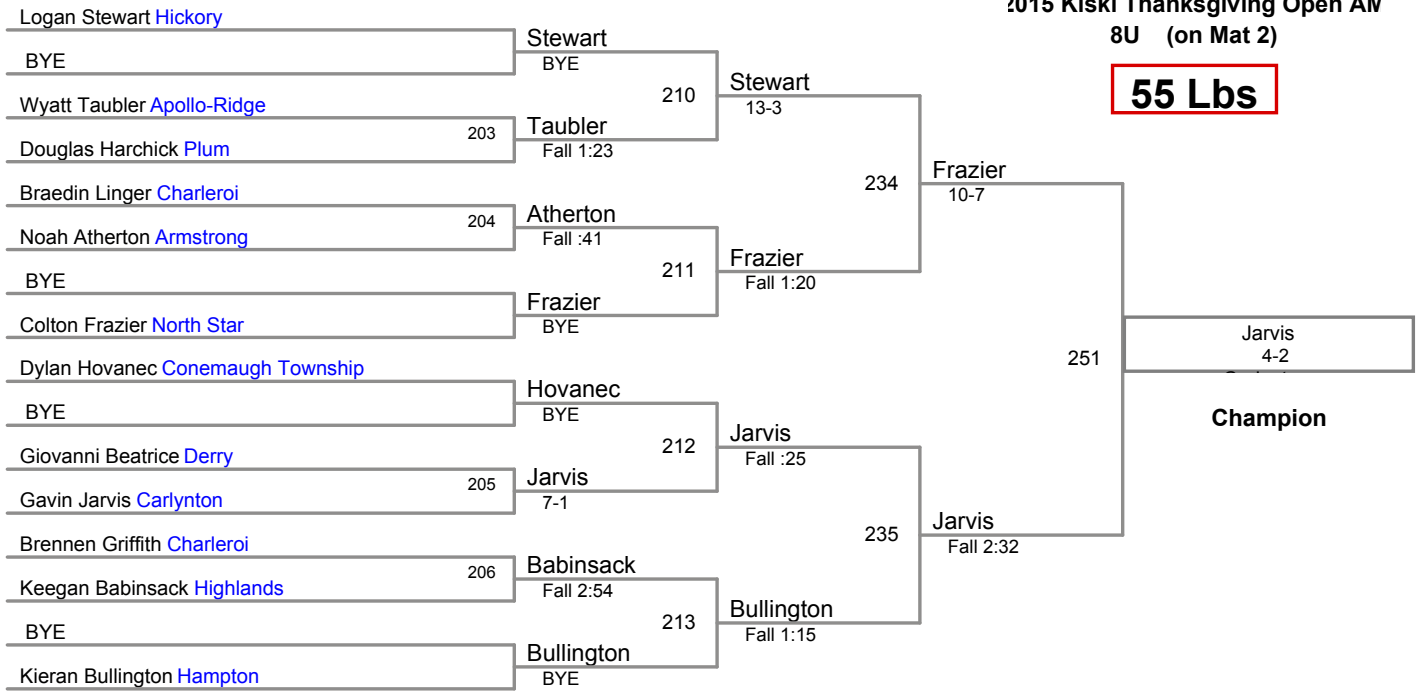 2015 Kiski Thanksgiving Open AM
8U (on Mat 2)
55 Lbs
Logan Stewart Hickory
BYE
Wyatt Taubler Apollo-Ridge
Douglas Harchick Plum
Braedin Linger Charleroi
Noah Atherton Armstrong
BYE
Colton Frazier North Star
Dylan Hovanec Conemaugh Township
BYE
Giovanni Beatrice Derry
Gavin Jarvis Carlynton
Brennen Griffith Charleroi
Keegan Babinsack Highlands
BYE
Kieran Bullington Hampton
203
204
205
206
Stewart
BYE
Taubler
Fall 1:23
Atherton
Fall :41
Frazier
BYE
Hovanec
BYE
Jarvis
7-1
Babinsack
Fall 2:54
Bullington
BYE
210
211
212
213
Stewart
13-3
Frazier
Fall 1:20
Jarvis
Fall :25
Bullington
Fall 1:15
234
235
Frazier
10-7
Jarvis
Fall 2:32
251
Jarvis
4-2
Champion